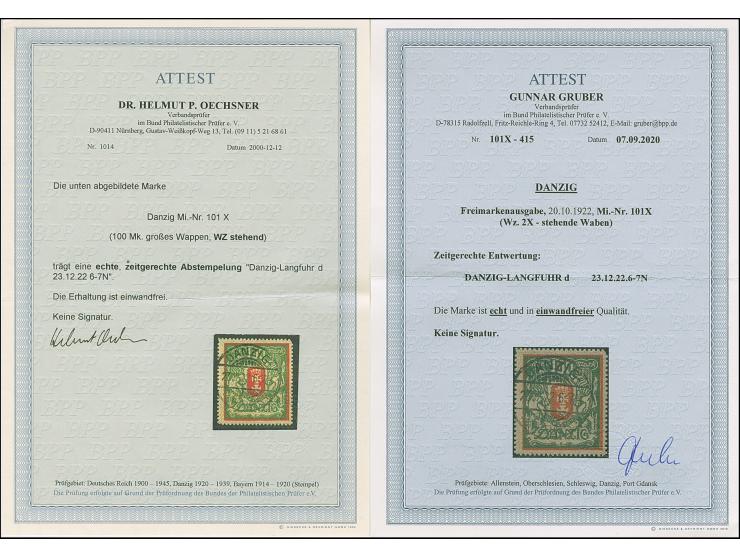 ATTEST
DR. HELMUT P. OECHSNER
Verbandsprüfer
im Bund Philatelistischer Prüfer e. V.
D-90411 Nürnberg, Gustav-Weißkopf-Weg 13, Tel. (09 11) 5 21 68 61
Nr. 1014 Datum 2000-12-12
Die unten abgebildete Marke
Danzig Mi.-Nr. 101 X
(100 Mk. großes Wappen, WZ stehend)
trägt eine echte, zeitgerechte Abstempelung "Danzig-Langfuhr d
23.12.22 6-7N".
Die Erhaltung ist einwandfrei.
Keine Signatur.
DANZIG
Prüfgebiet: Deutsches Reich 1900 – 1945, Danzig 1920 – 1939, Bayern 1914 – 1920 (Stempel)
Die Prüfung erfolgte auf Grund der Prüfordnung des Bundes der Philatelistischen Prüfer e.V.
ATTEST
GUNNAR GRUBER
Verbandsprüfer
im Bund Philatelistischer Prüfer e. V.
D-78315 Radolfzell, Fritz-Reichle-Ring 4, Tel. 07732 52412, E-Mail: gruber@bpp.de
Nr. 101X - 415 Datum 07.09.2020
DANZIG
Freimarkenausgabe, 20.10.1922, Mi.-Nr. 101X
(Wz. 2X - stehende Waben)
Zeitgerechte Entwertung:
DANZIG-LANGFUHR d 23.12.22.6-7N
Die Marke ist echt und in einwandfreier Qualität.
Keine Signatur.
DANZIG
Prüfgebiete: Allenstein, Oberschlesien, Schleswig, Danzig, Port Gdansk
Die Prüfung erfolgte auf Grund der Prüfordnung des Bundes Philatelistischer Prüfer e.V.